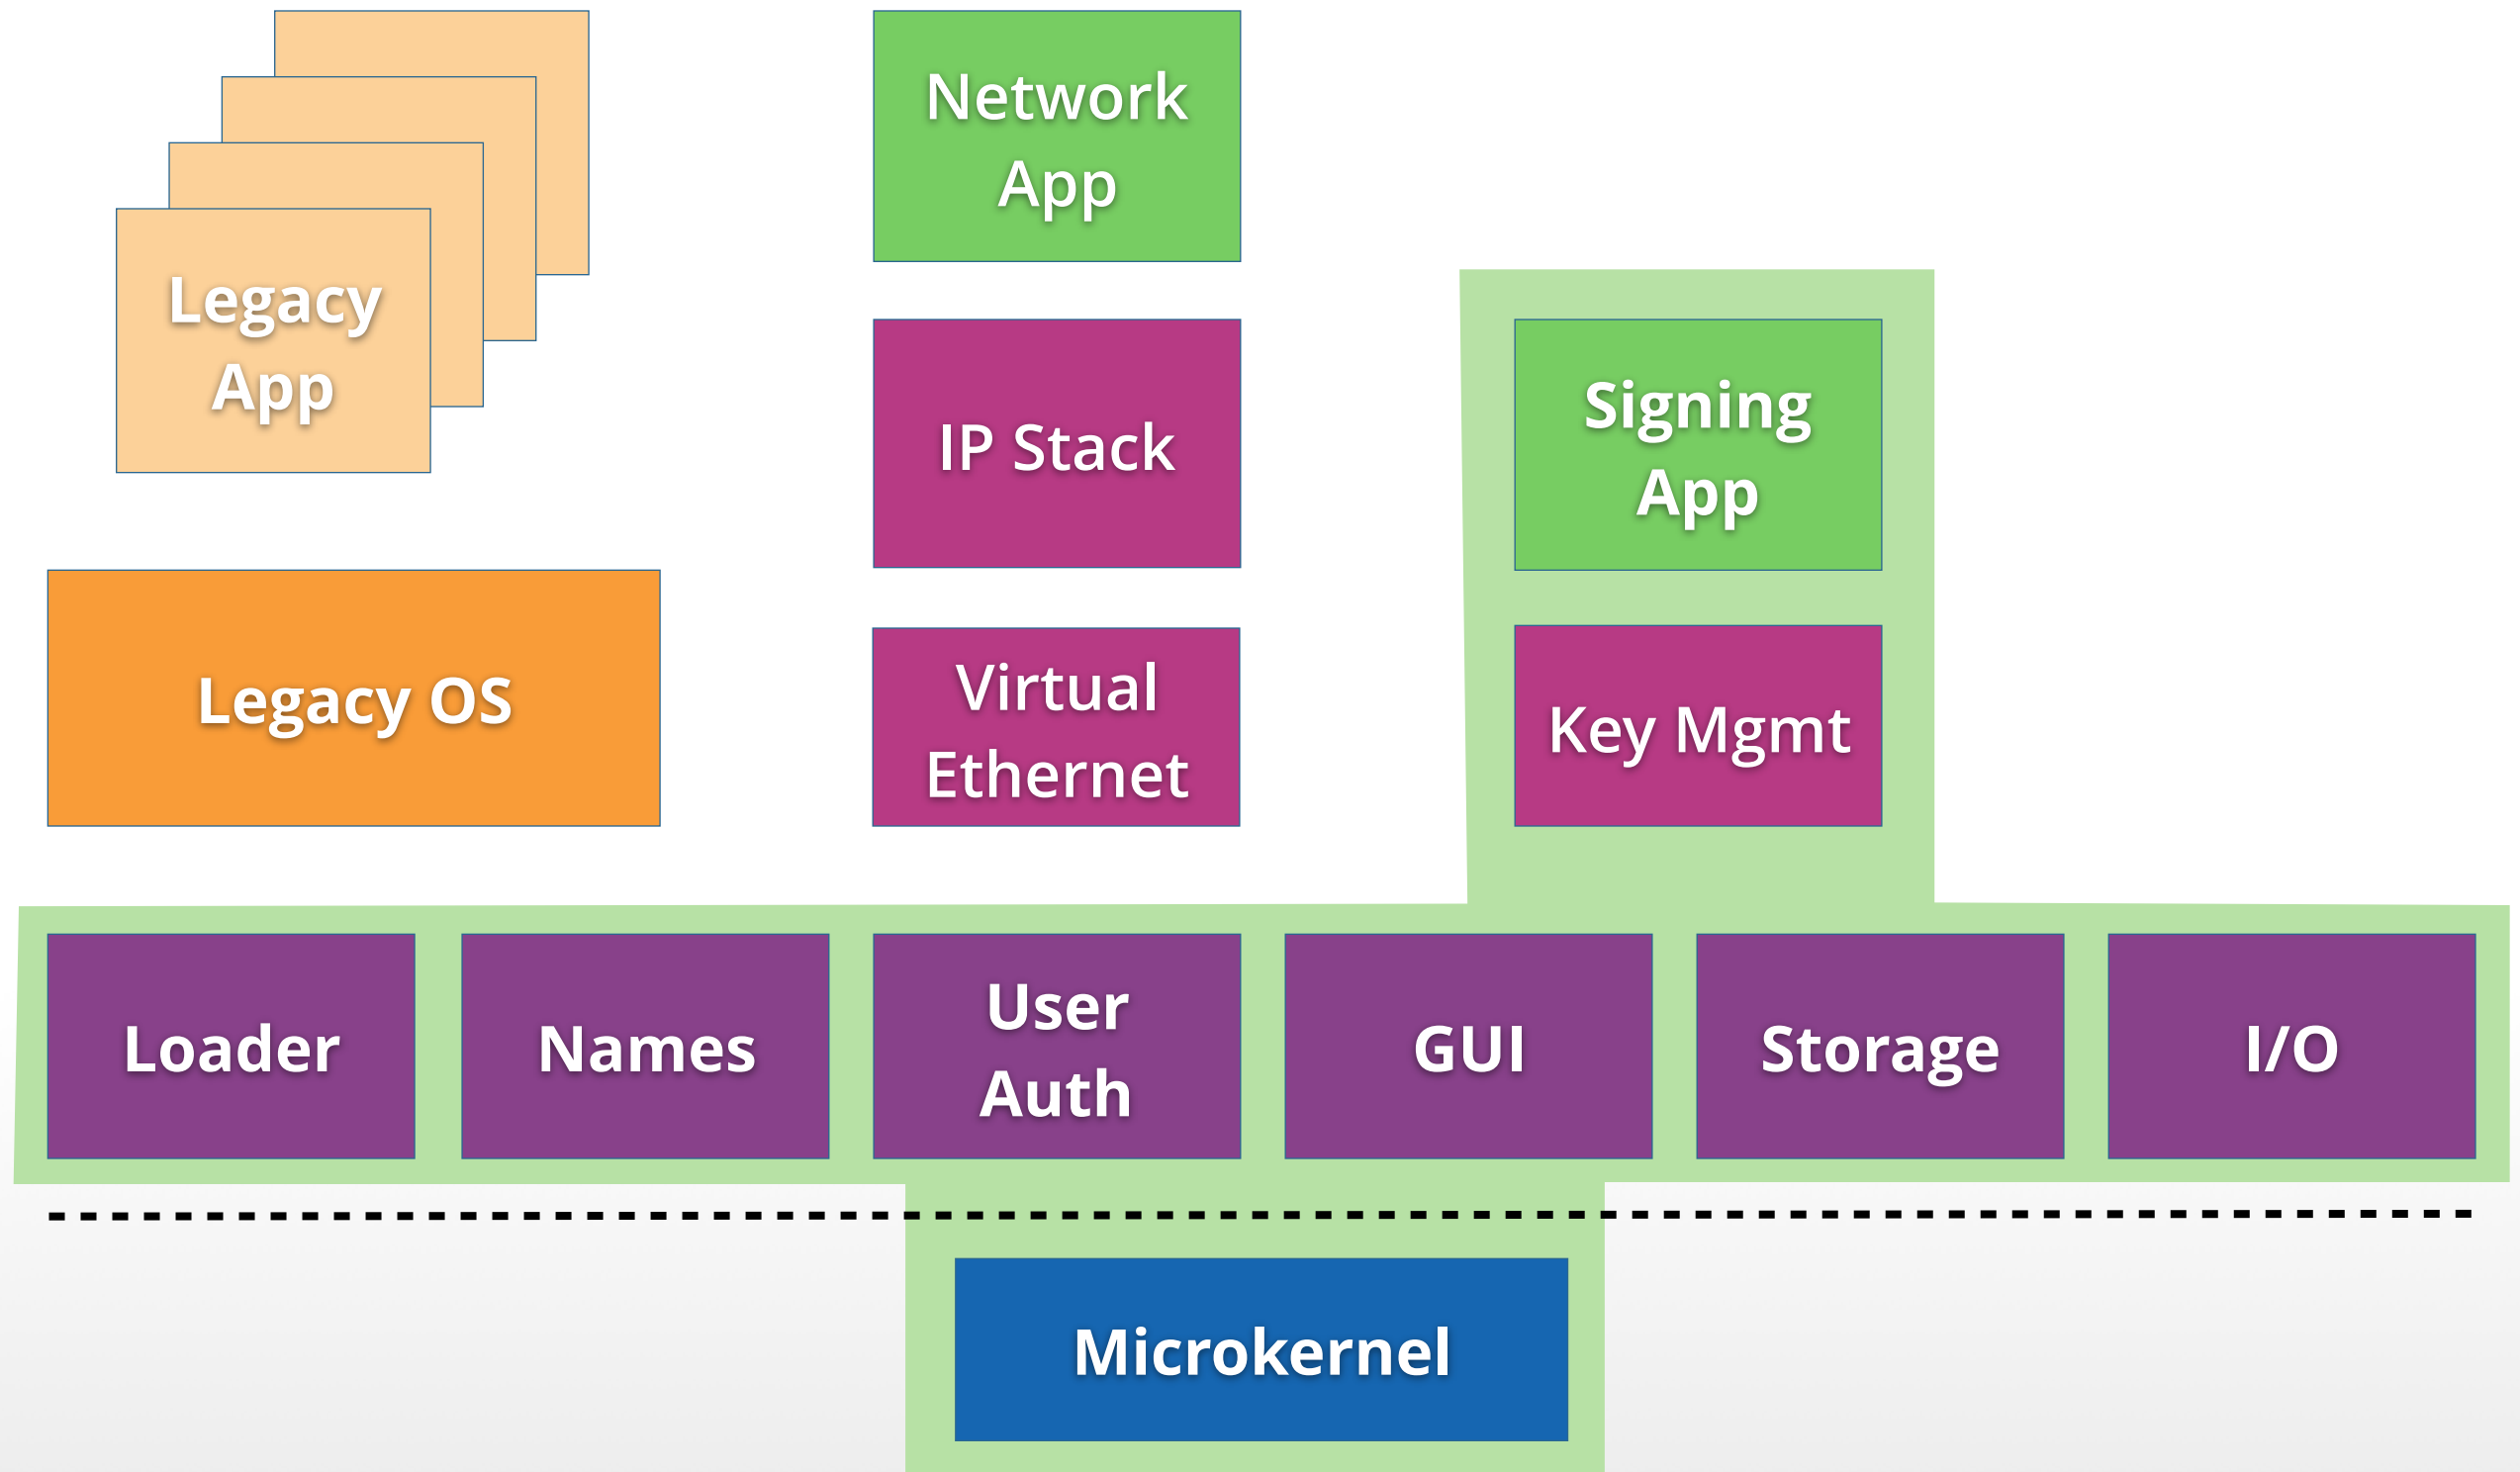 Network
App
Legacy
App
IP Stack
Signing
App
Legacy OS
Virtual
Ethernet
Key Mgmt
Loader
Names
User
Auth
GUI
Storage
I/O
Microkernel